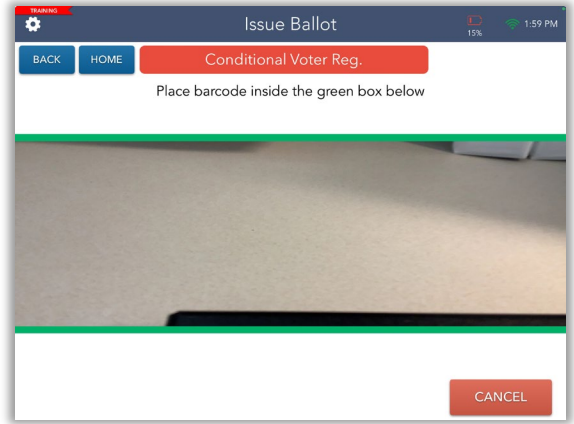 TRAINING
Issue Ballot
15%
1:59 PM
BACK
HOME
Conditional Voter Reg.
Place barcode inside the green box below
CANCEL